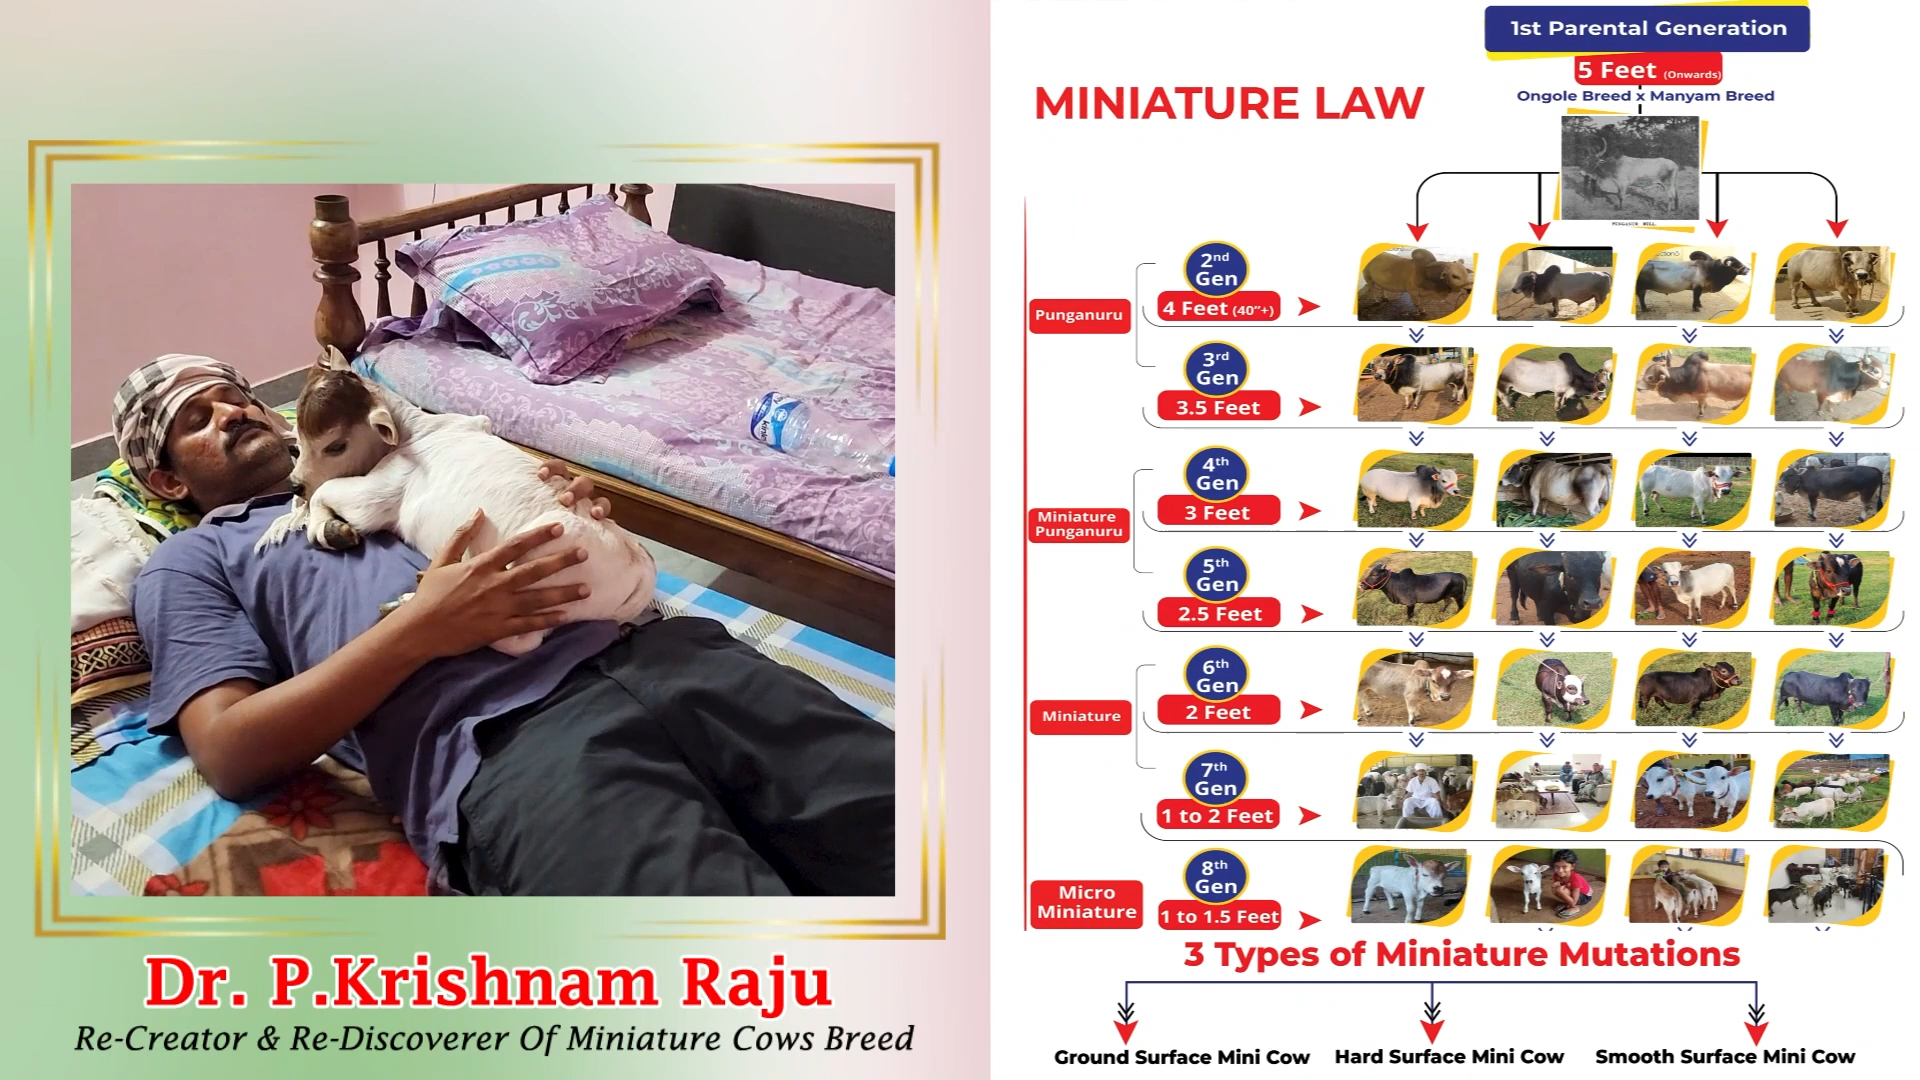 Dr. P.Krishnam Raju
Re-Creator & Re-Discoverer Of Miniature Cows Breed
MINIATURE LAW
1st Parental Generation
5 Feet (Onwards)
Ongole Breed x Manyam Breed
Punganuru
2nd
Gen
4 Feet (40"+)
3rd
Gen
3.5 Feet
Miniature
Punganuru
4th
Gen
3 Feet
5th
Gen
2.5 Feet
Miniature
6th
Gen
2 Feet
7th
Gen
1 to 2 Feet
Micro
Miniature
8th
Gen
1 to 1.5 Feet
3 Types of Miniature Mutations
Ground Surface Mini Cow
Hard Surface Mini Cow
Smooth Surface Mini Cow